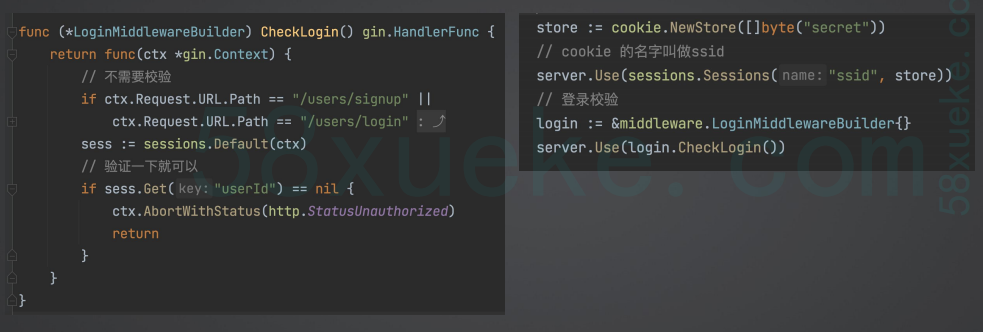 func (*LoginMiddlewareBuilder) CheckLogin() gin.HandlerFunc {
return func(ctx *gin.Context) {
// 不需要校验
if ctx.Request.URL.Path == "/users/signup" ||
ctx.Request.URL.Path == "/users/login" : ⤴
sess := sessions.Default(ctx)
// 验证一下就可以
if sess.Get(key:"userId") == nil {
ctx.AbortWithStatus(http.StatusUnauthorized)
return
}
}
}
store := cookie.NewStore([]byte("secret"))
// cookie 的名字叫做ssid
server.Use(sessions.Sessions(name:"ssid", store))
// 登录校验
login := &middleware.LoginMiddlewareBuilder{}
server.Use(login.CheckLogin())
58xueke.com
58xueke.co